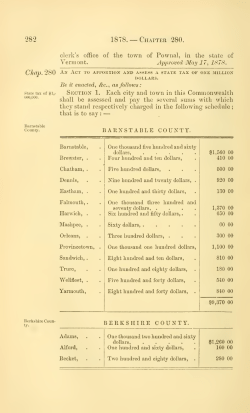 282 1878. — CHAPTER 280.
clerk's office of the town of Pownal, in the state of
Vermont. Approved May 17, 1878.
Chap. 280 AN ACT TO APPORTION AND ASSESS A STATE TAX OF ONE MILLION
DOLLARS.
Be it enacted, &c., as follows:
SECTION 1. Each city and town in this Commonwealth
shall be assessed and pay the several sums with which
they stand respectively charged in the following schedule;
that is to say:—
Barnstable
County.
BARNSTABLE COUNTY.
Barnstable, . One thousand five hundred and sixty
dollars, . $1,560 00
Brewster, . . Four hundred and ten dollars, . 410 00
Chatham, . . Five hundred dollars, . . 500 00
Dennis, . . Nine hundred and twenty dollars, . 920 00
Eastham, . . One hundred and thirty dollars, . 130 00
Falmouth, . . One thousand three hundred and
seventy dollars, . 1,370 00
Harwich, . . Six hundred and fifty dollars, . 650 00
Mashpee, . . Sixty dollars, . . 60 00
Orleans, . . Three hundred dollars, . 300 00
Provincetown, . One thousand one hundred dollars, 1,100 00
Sandwich, . . Eight hundred and ten dollars, . 810 00
Truro, . . One hundred and eighty dollars, . 180 00
Wellfleet, . . Five hundred and forty dollars, . 540 00
Yarmouth, . . Eight hundred and forty dollars, . 840 00
Berkshire Coun-
ty.
BERKSHIRE COUNTY.
Adams, . . One thousand two hundred and sixty
dollars, . $1,260 00
Alford, . . One hundred and sixty dollars, . 160 00
Becket, . . Two hundred and eighty dollars, . 280 00